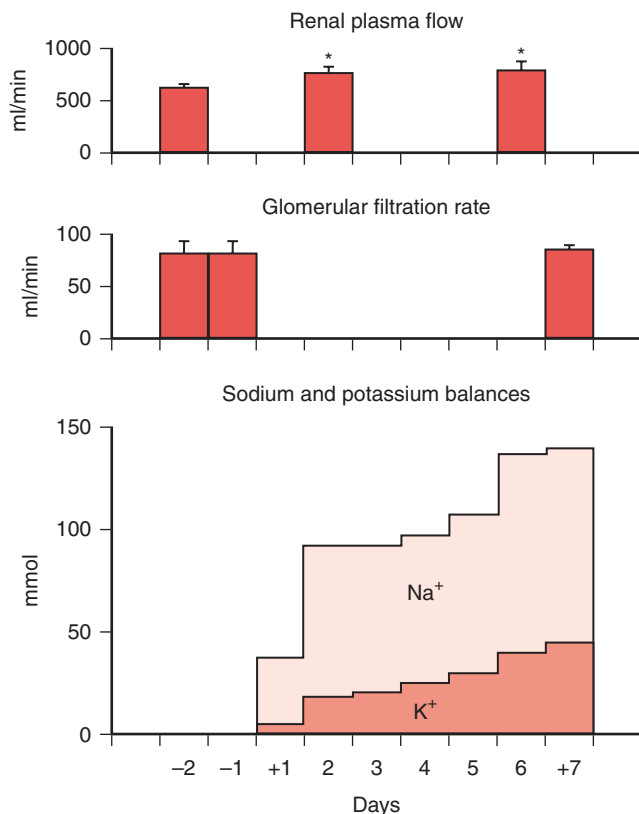 Renal plasma flow
ml/min
1000
500
0
*
*
Glomerular filtration rate
ml/min
100
50
0
Sodium and potassium balances
mmol
150
100
50
0
Na+
K+
−2 −1 +1 2 3 4 5 6 +7
Days